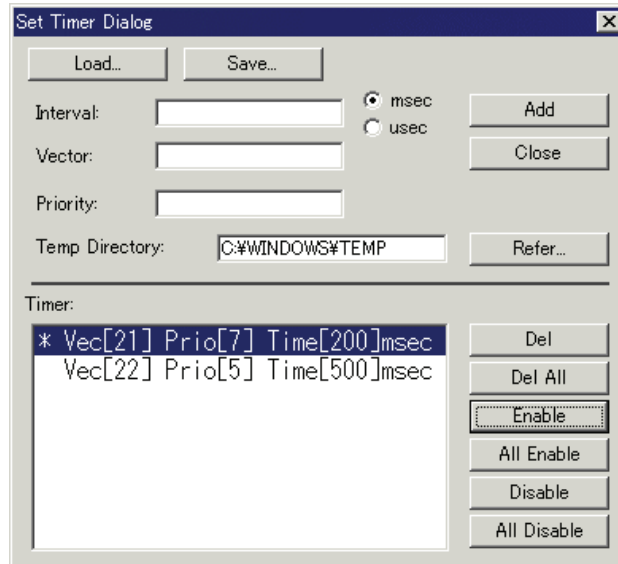 Set Timer Dialog
Load... Save...
Interval: msec Add
usec
Vector: Close
Priority:
Temp Directory: C:¥WINDOWS¥TEMP Refer...
Timer:
* Vec[21] Prio[7] Time[200]msec Del
Vec[22] Prio[5] Time[500]msec Del All
Enable
All Enable
Disable
All Disable